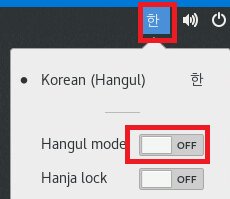 한
Korean (Hangul) 한
Hangul mode OFF
Hanja lock OFF